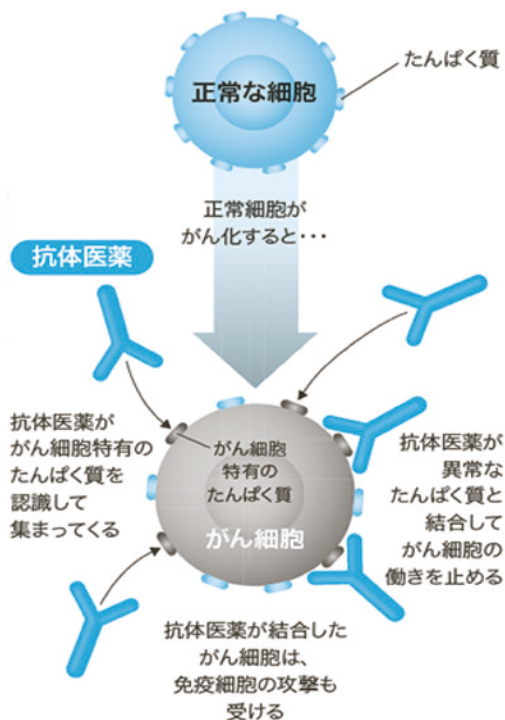 正常な細胞
たんぱく質
正常細胞が
がん化すると・・・
抗体医薬
抗体医薬が
がん細胞特有の
たんぱく質を
認識して
集まってくる
がん細胞
特有の
たんぱく質
がん細胞
抗体医薬が
異常な
たんぱく質と
結合して
がん細胞の
働きを止める
抗体医薬が結合した
がん細胞は、
免疫細胞の攻撃も
受ける